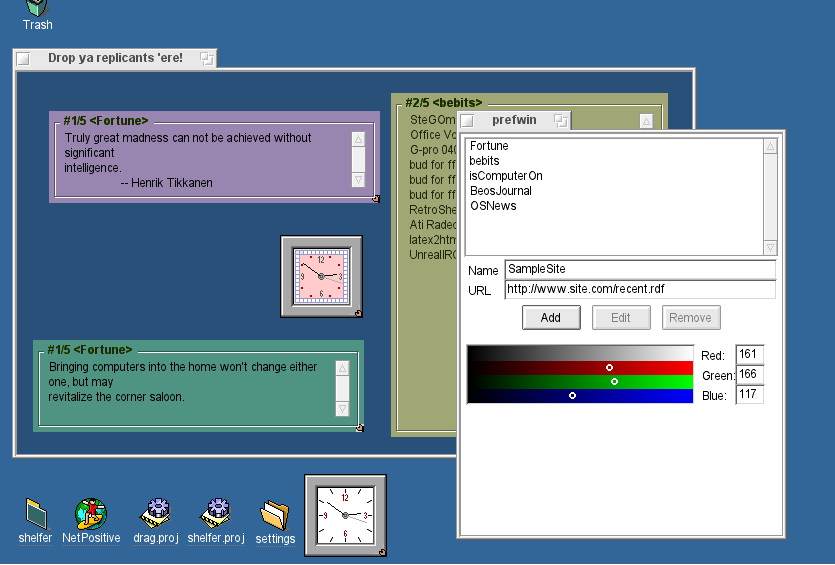 Trash
Drop ya replicants 'ere!
#1/5 <Fortune>
Truly great madness can not be achieved without
significant
intelligence.
-- Henrik Tikkanen
#2/5 <bebits>
SteGOm
Office Vo
G-pro 040
bud for ff
bud for ff
bud for ff
RetroShe
Ati Radeo
latex2htm
UnrealIRC
12
3
6
9
#1/5 <Fortune>
Bringing computers into the home won't change either
one, but may
revitalize the corner saloon.
prefwin
Fortune
bebits
isComputerOn
BeosJournal
OSNews
Name SampleSite
URL http://www.site.com/recent.rdf
Add Edit Remove
Red: 161
Green: 166
Blue: 117
shelfer NetPositive drag.proj shelfer.proj settings
12
3
6
9